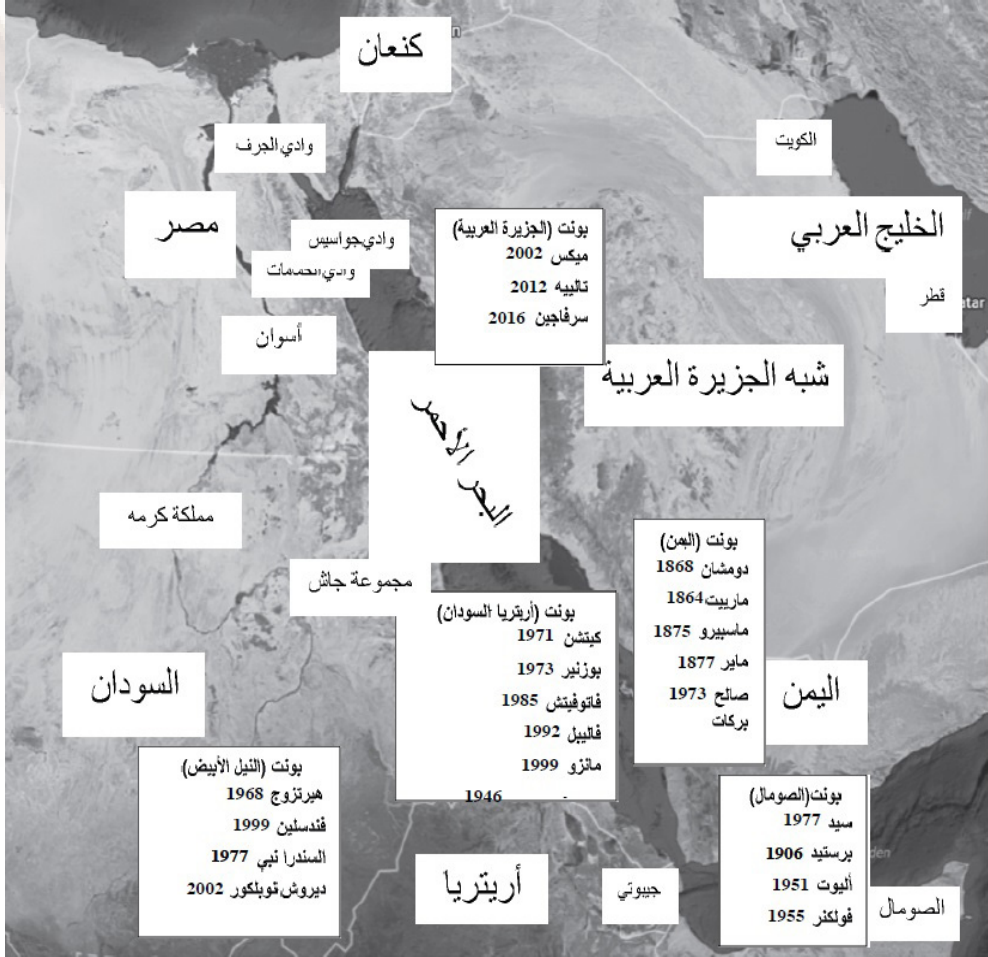 كنعان
وادي الجرف
الكويت
مصر
وادي جواسيس
وادي الحمامات
الخليج العربي
قطر
atar
أسوان
بونت (الجزيرة العربية)
ميكس 2002
تالييه 2012
سرفاجين 2016
شبه الجزيرة العربية
البحر الأحمر
مملكة كرمه
مجموعة جاش
بونت (اليمن)
دومشان 1868
مارييت 1864
ماسبيرو 1875
ماير 1877
صالح 1973
بركات
اليمن
بونت (أريتريا السودان)
كيتشن 1971
بوزنير 1973
فاتوفيتش 1985
فاليبل 1992
مانزو 1999
1946 -
السودان
بونت (النيل الأبيض)
هيرتزوج 1968
فندسلين 1999
السندرا نبي 1977
ديروش نوبلكور 2002
بونت(الصومال)
سيد 1977
برستيد 1906
أليوت 1951
فولكنر 1955
den
أريتريا
جيبوتي
الصومال